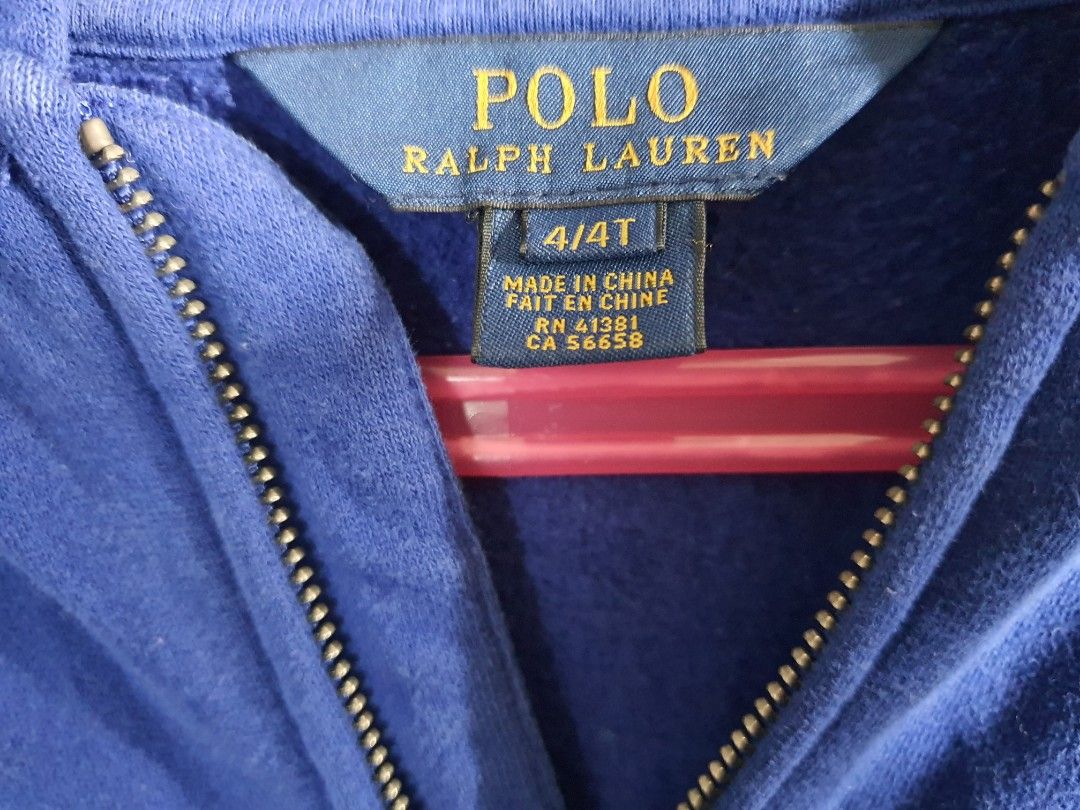 POLO
RALPH LAUREN
4/4T
MADE IN CHINA
FAIT EN CHINE
RN 41381
CA 56658